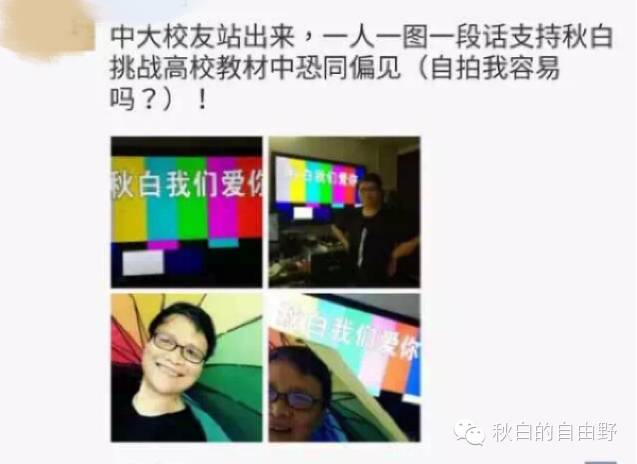 中大校友站出来，一人一图一段话支持秋白
挑战高校教材中恐同偏见（自拍我容易
吗？）！
秋白我们爱你
秋白我们爱你
秋白我们爱你
秋白的自由野